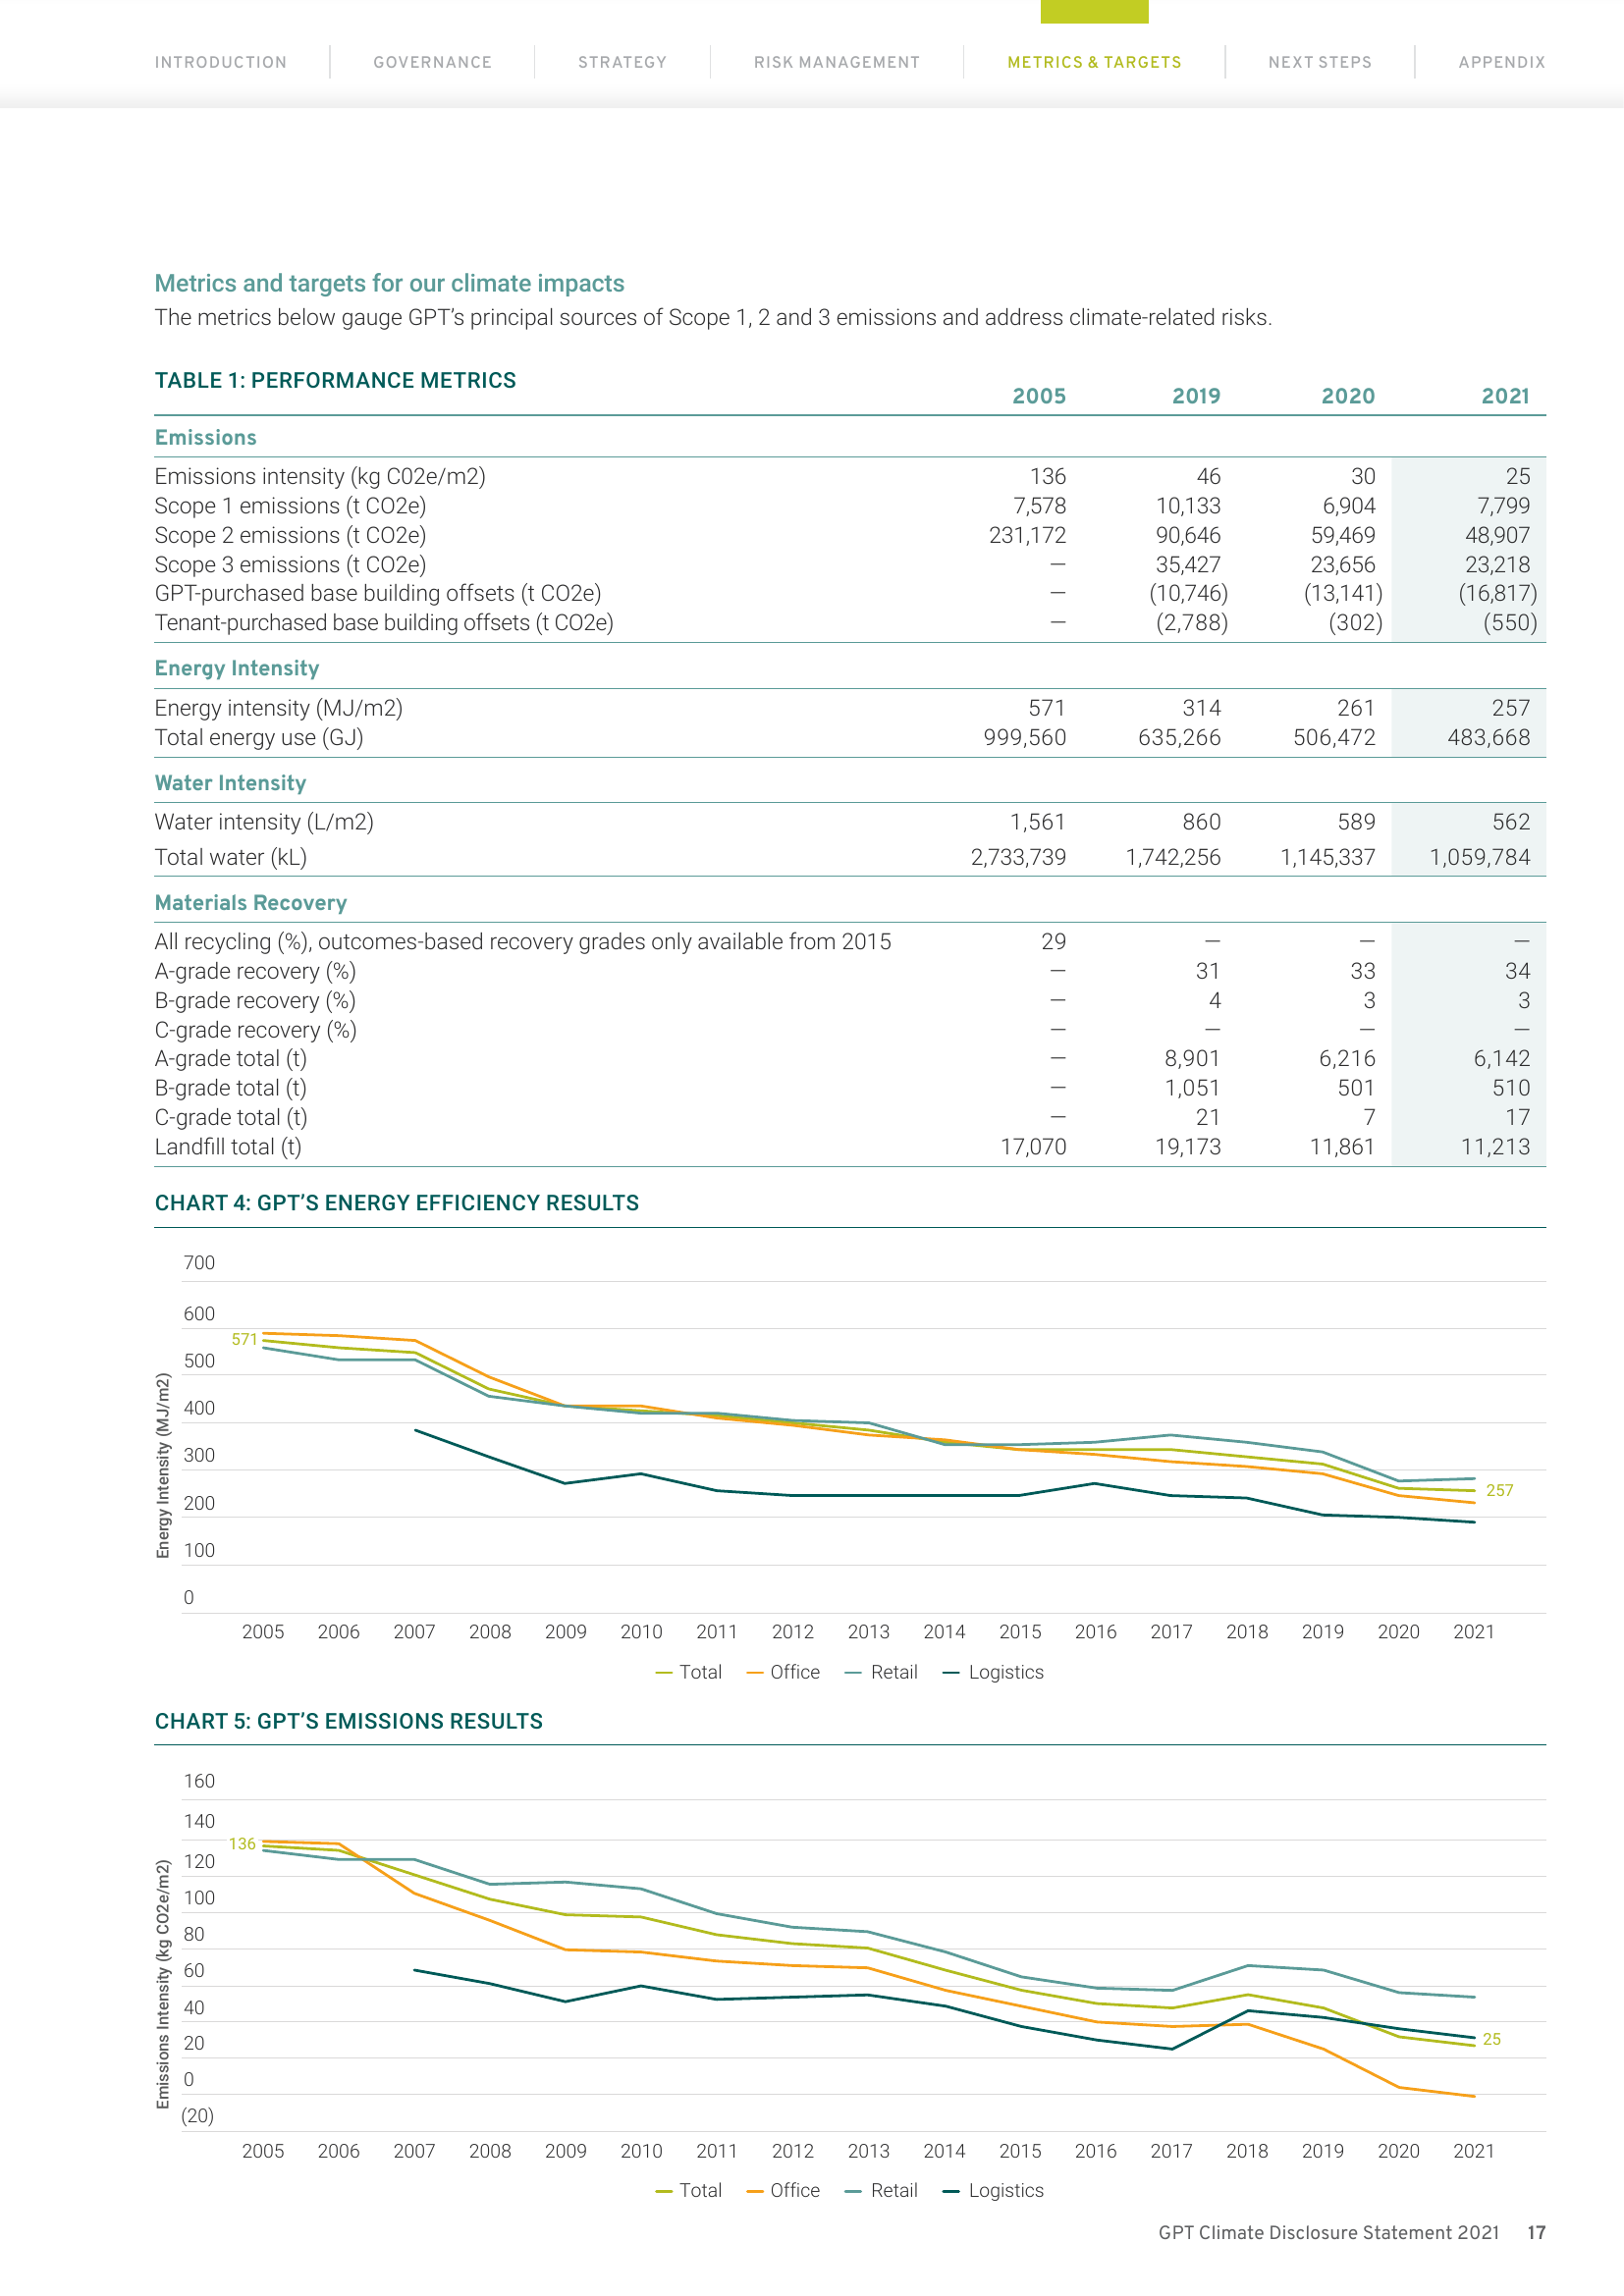 INTRODUCTION GOVERNANCE STRATEGY RISK MANAGEMENT METRICS & TARGETS NEXT STEPS APPENDIX
Metrics and targets for our climate impacts
The metrics below gauge GPT’s principal sources of Scope 1, 2 and 3 emissions and address climate-related risks.
TABLE 1: PERFORMANCE METRICS 2005 2019 2020 2021
Emissions
Emissions intensity (kg C02e/m2) 136 46 30 25
Scope 1 emissions (t CO2e) 7,578 10,133 6,904 7,799
Scope 2 emissions (t CO2e) 231,172 90,646 59,469 48,907
Scope 3 emissions (t CO2e) — 35,427 23,656 23,218
GPT-purchased base building offsets (t CO2e) — (10,746) (13,141) (16,817)
Tenant-purchased base building offsets (t CO2e) — (2,788) (302) (550)
Energy Intensity
Energy intensity (MJ/m2) 571 314 261 257
Total energy use (GJ) 999,560 635,266 506,472 483,668
Water Intensity
Water intensity (L/m2) 1,561 860 589 562
Total water (kL) 2,733,739 1,742,256 1,145,337 1,059,784
Materials Recovery
All recycling (%), outcomes-based recovery grades only available from 2015 29 — — —
A-grade recovery (%) — 31 33 34
B-grade recovery (%) — 4 3 3
C-grade recovery (%) — — — —
A-grade total (t) — 8,901 6,216 6,142
B-grade total (t) — 1,051 501 510
C-grade total (t) — 21 7 17
Landfill total (t) 17,070 19,173 11,861 11,213
CHART 4: GPT’S ENERGY EFFICIENCY RESULTS
Energy Intensity (MJ/m2)
700
600
571
500
400
300
257
200
100
0
2005 2006 2007 2008 2009 2010 2011 2012 2013 2014 2015 2016 2017 2018 2019 2020 2021
Total Office Retail Logistics
CHART 5: GPT’S EMISSIONS RESULTS
Emissions Intensity (kg CO2e/m2)
160
140
136
120
100
80
60
40
25
20
0
(20)
2005 2006 2007 2008 2009 2010 2011 2012 2013 2014 2015 2016 2017 2018 2019 2020 2021
Total Office Retail Logistics
GPT Climate Disclosure Statement 2021 17